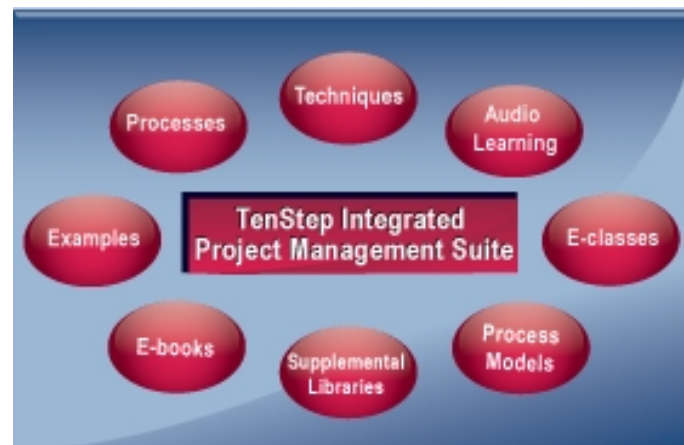 Techniques
Processes
Audio
Learning
Examples
TenStep Integrated
Project Management Suite
E-classes
E-books
Supplemental
Libraries
Process
Models